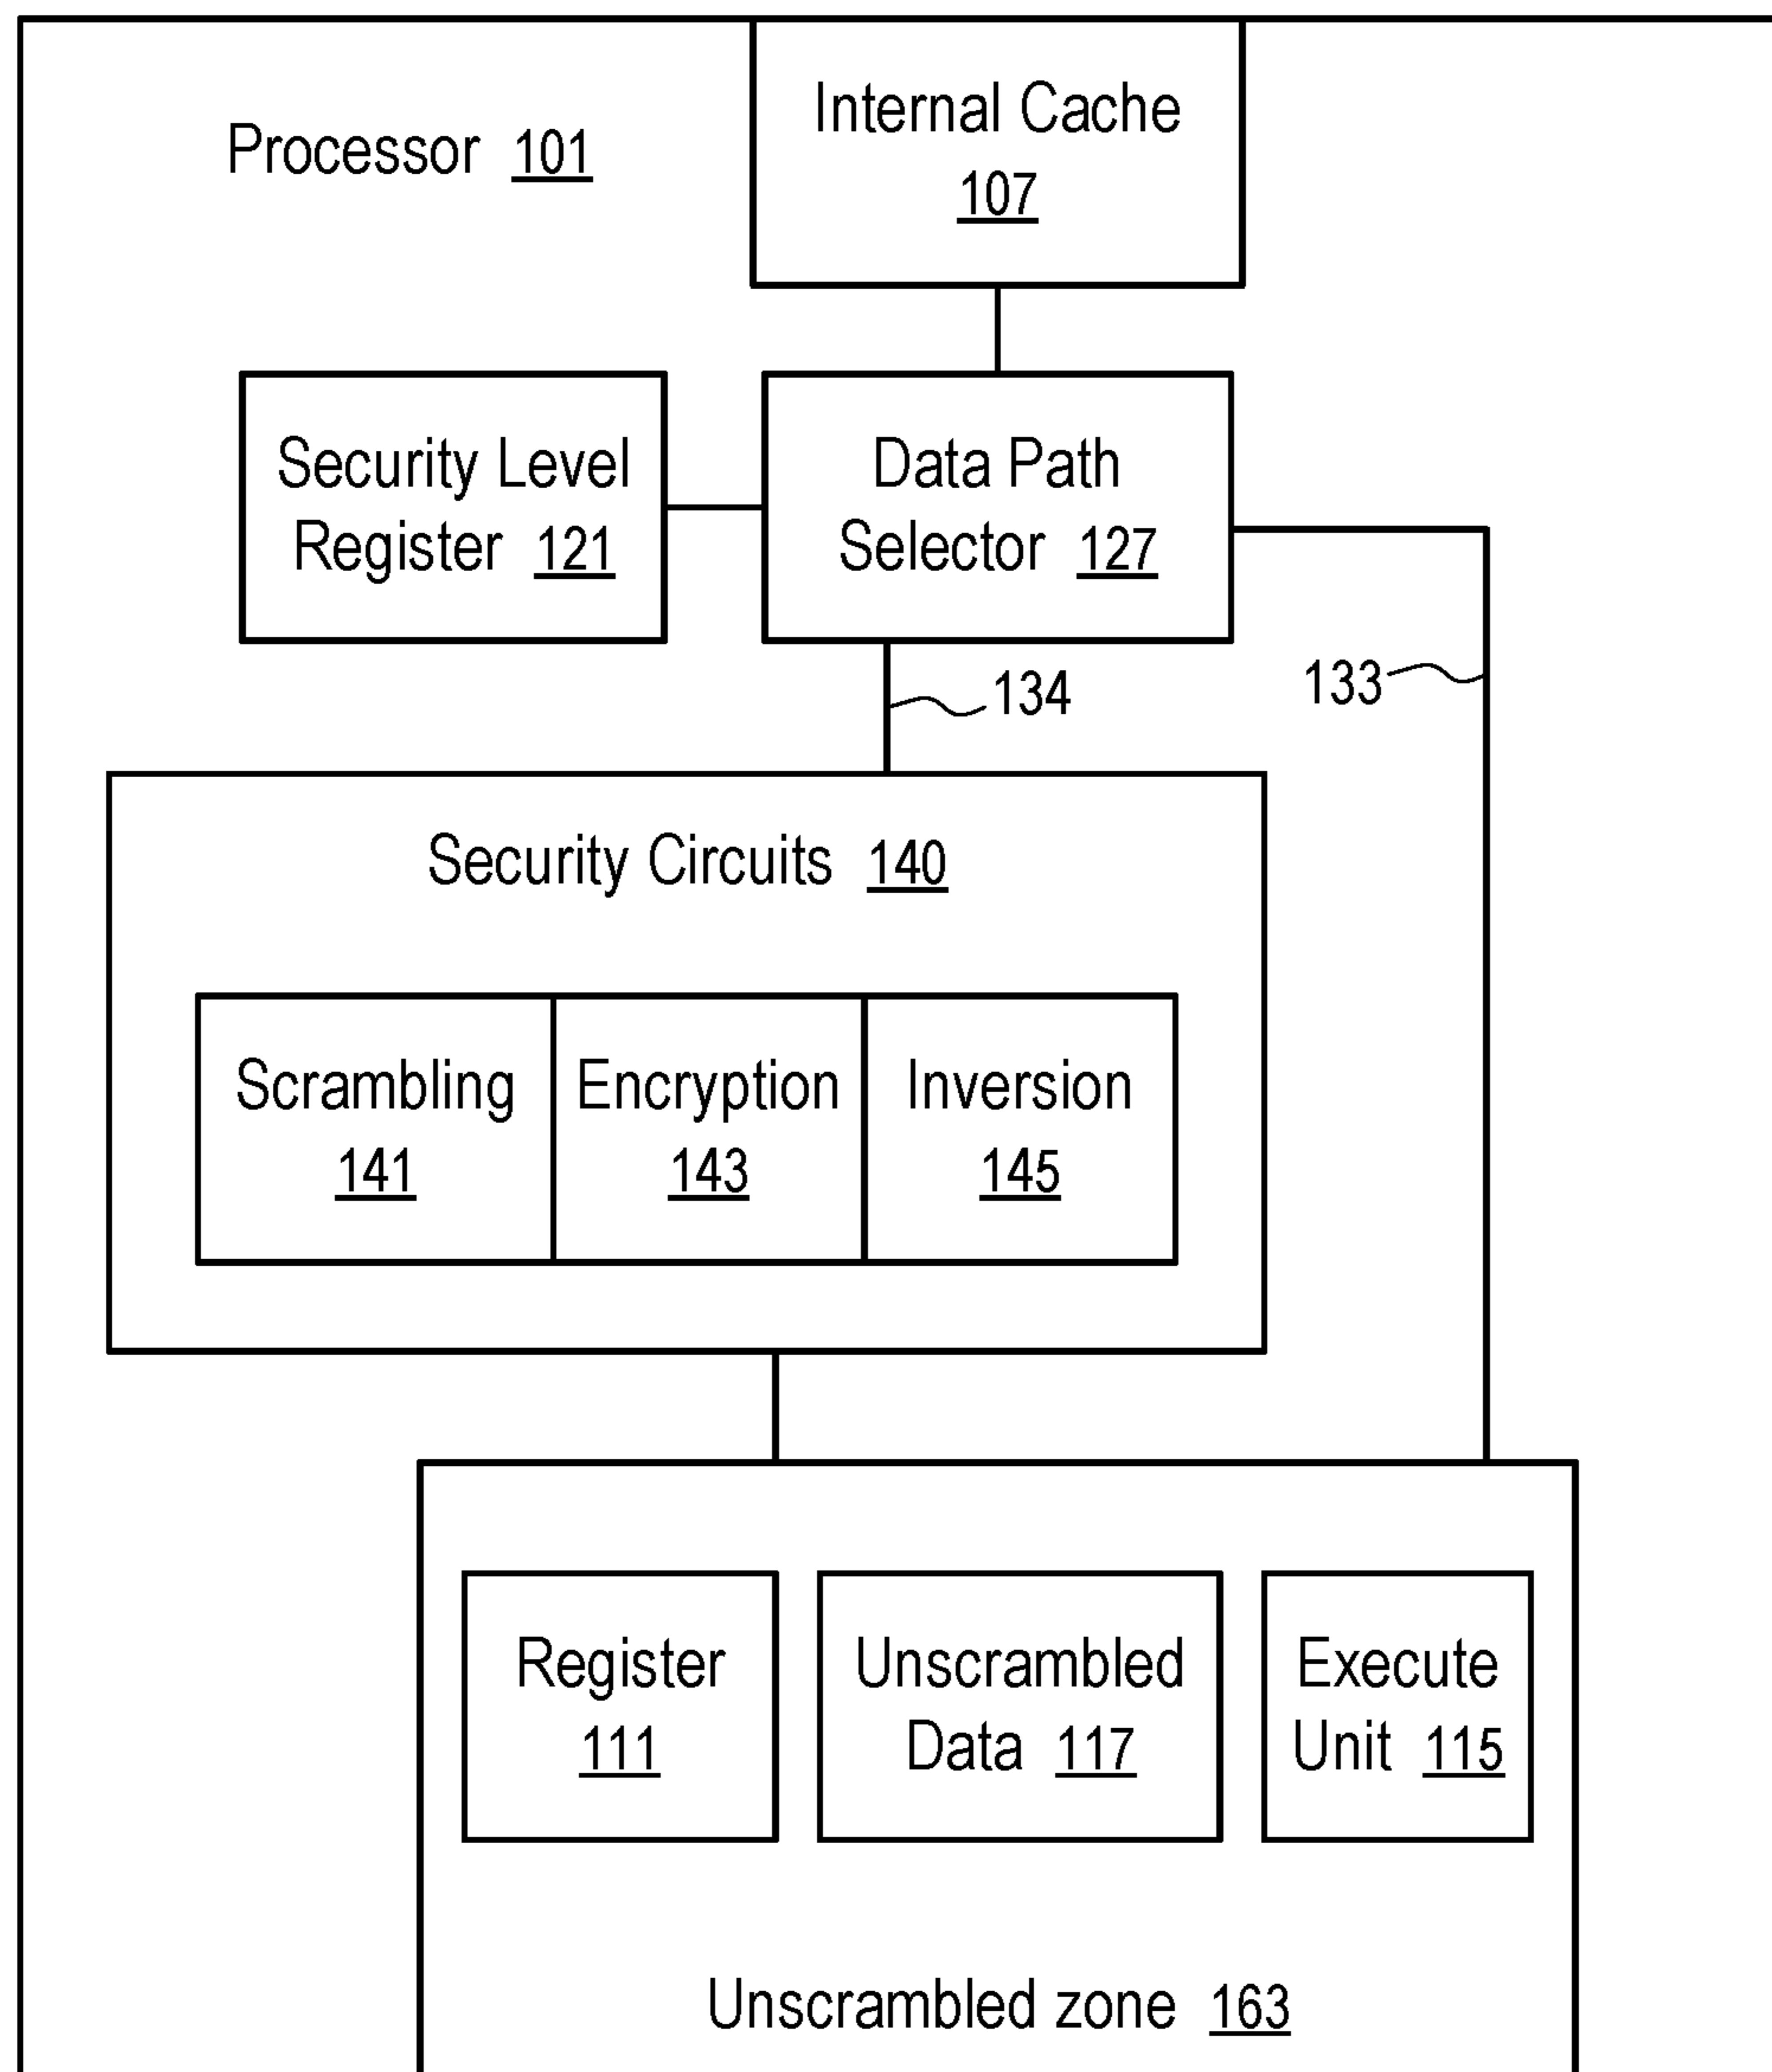 Internal Cache
107
Processor 101
Security Level
Register 121
Data Path
Selector 127
134
133
Security Circuits 140
Scrambling
141
Encryption
143
Inversion
145
Register
111
Unscrambled
Data 117
Execute
Unit 115
Unscrambled zone 163